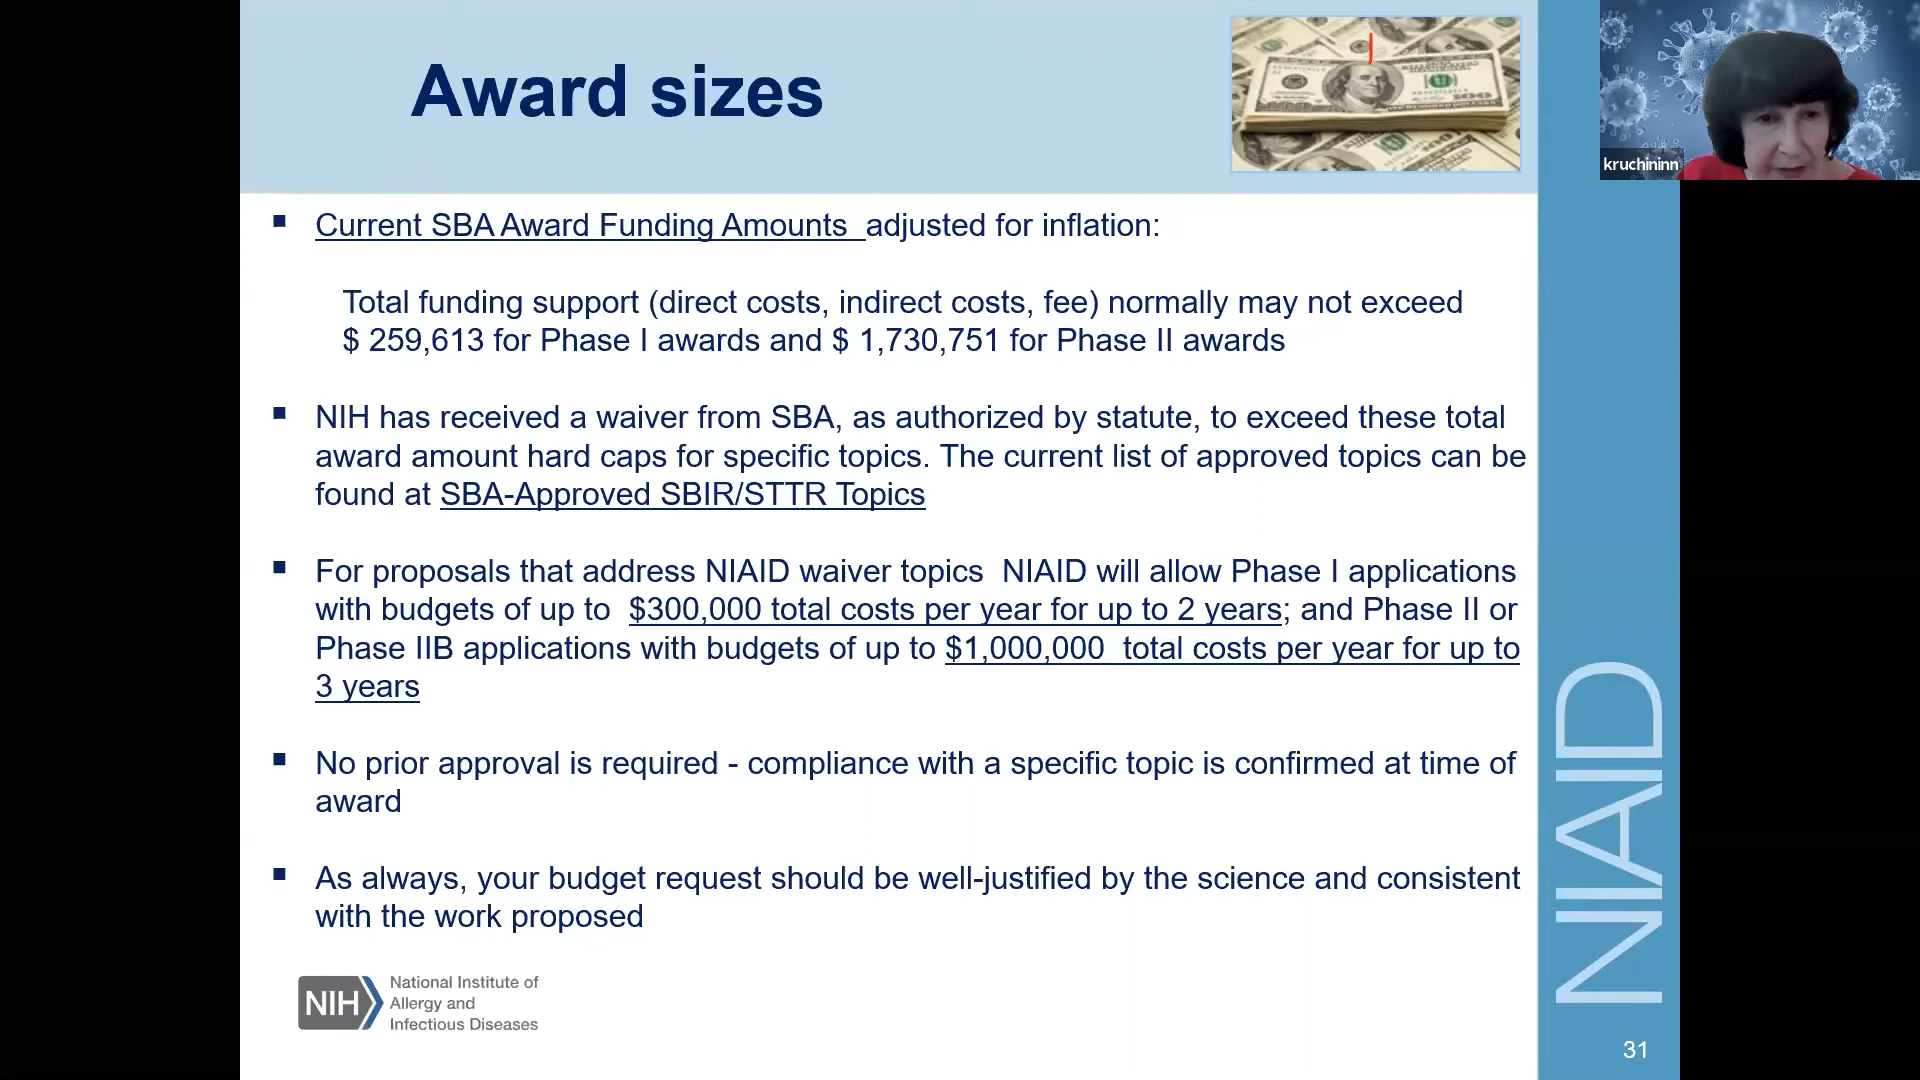 Award sizes
kruchininn
▪ Current SBA Award Funding Amounts adjusted for inflation:
Total funding support (direct costs, indirect costs, fee) normally may not exceed
$ 259,613 for Phase I awards and $ 1,730,751 for Phase II awards
▪ NIH has received a waiver from SBA, as authorized by statute, to exceed these total
award amount hard caps for specific topics. The current list of approved topics can be
found at SBA-Approved SBIR/STTR Topics
▪ For proposals that address NIAID waiver topics NIAID will allow Phase I applications
with budgets of up to $300,000 total costs per year for up to 2 years; and Phase II or
Phase IIB applications with budgets of up to $1,000,000 total costs per year for up to
3 years
▪ No prior approval is required - compliance with a specific topic is confirmed at time of
award
▪ As always, your budget request should be well-justified by the science and consistent
with the work proposed
NIH
National Institute of
Allergy and
Infectious Diseases
NIAID
31